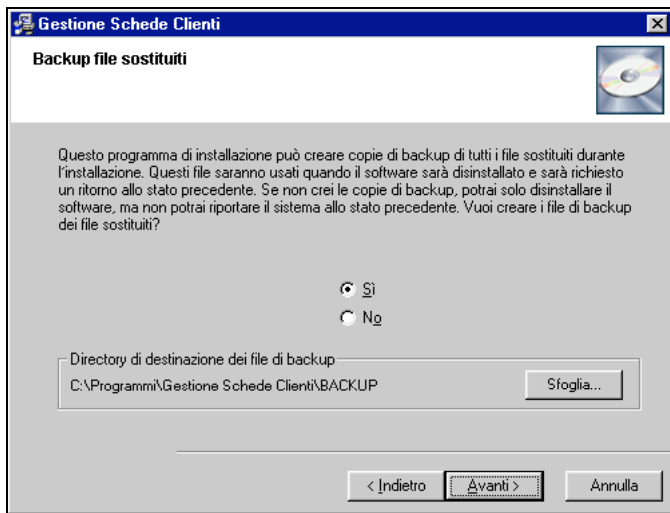 Gestione Schede Clienti
Backup file sostituiti
Questo programma di installazione può creare copie di backup di tutti i file sostituiti durante
l'installazione. Questi file saranno usati quando il software sarà disinstallato e sarà richiesto
un ritorno allo stato precedente. Se non crei le copie di backup, potrai solo disinstallare il
software, ma non potrai riportare il sistema allo stato precedente. Vuoi creare i file di backup
dei file sostituiti?
Sì
No
Directory di destinazione dei file di backup
C:\Programmi\Gestione Schede Clienti\BACKUP
Sfoglia...
< Indietro
Avanti >
Annulla